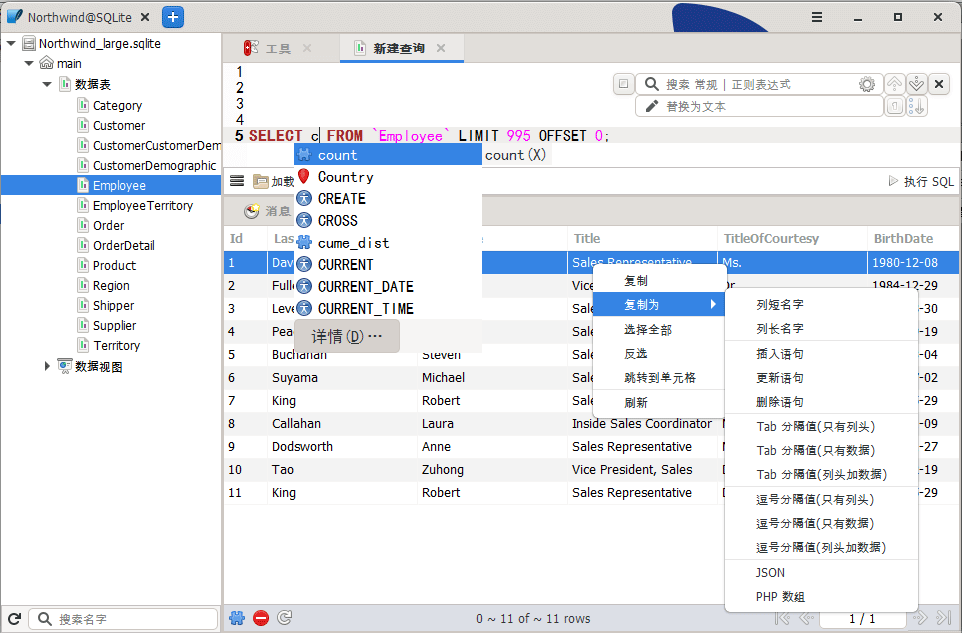 Northwind@SQLite
Northwind_large.sqlite
main
数据表
Category
Customer
CustomerCustomerDem
CustomerDemographic
Employee
EmployeeTerritory
Order
OrderDetail
Product
Region
Shipper
Supplier
Territory
数据视图
搜索名字
工具
新建查询
1
2
3
4
5 SELECT c FROM `Employee` LIMIT 995 OFFSET 0;
搜索 常规 | 正则表达式
替换为文本
count
count(X)
Country
CREATE
CROSS
cume_dist
CURRENT
CURRENT_DATE
CURRENT_TIME
详情(D)…
加载
执行 SQL
消息
Id Las Title TitleOfCourtesy BirthDate
1 Dav Sales Representative Ms. 1980-12-08
2 Fulle Vice Dr. 1984-12-29
3 Leve Sale -30
4 Pea Sale -19
5 Buchanan Steven Sale -04
6 Suyama Michael Sale -02
7 King Robert Sale -29
8 Callahan Laura Inside Sales Coordinator -09
9 Dodsworth Anne Sales Representative -27
10 Tao Zuhong Vice President, Sales -19
11 King Robert Sales Representative -29
复制
复制为
选择全部
反选
跳转到单元格
刷新
列短名字
列长名字
插入语句
更新语句
删除语句
Tab 分隔值(只有列头)
Tab 分隔值(只有数据)
Tab 分隔值(列头加数据)
逗号分隔值(只有列头)
逗号分隔值(只有数据)
逗号分隔值(列头加数据)
JSON
PHP 数组
0 ~ 11 of ~ 11 rows
1 / 1